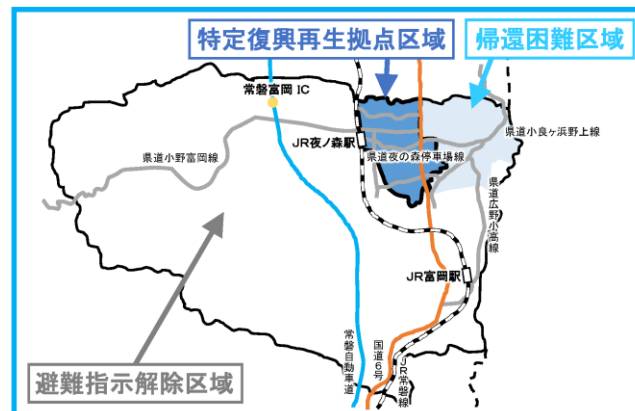 特定復興再生拠点区域
帰還困難区域
常磐富岡 IC
JR夜ノ森駅
県道小良ヶ浜野上線
県道夜の森停車場線
県道小野富岡線
県道広野小高線
JR富岡駅
避難指示解除区域
常磐自動車道
国道6号
JR常磐線